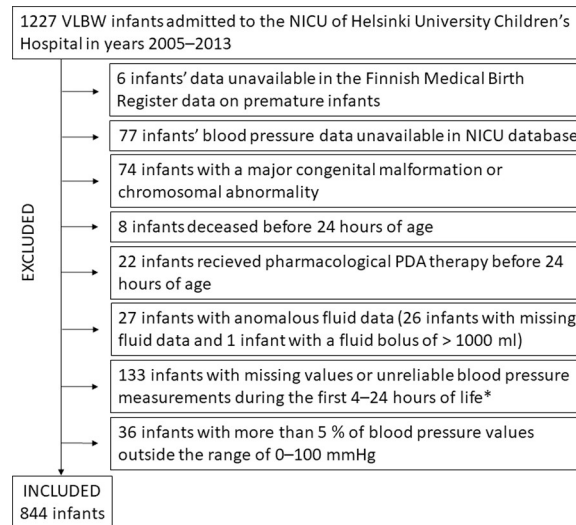 1227 VLBW infants admitted to the NICU of Helsinki University Children's
Hospital in years 2005–2013
6 infants' data unavailable in the Finnish Medical Birth
Register data on premature infants
77 infants' blood pressure data unavailable in NICU database
74 infants with a major congenital malformation or
chromosomal abnormality
8 infants deceased before 24 hours of age
EXCLUDED
22 infants recieved pharmacological PDA therapy before 24
hours of age
27 infants with anomalous fluid data (26 infants with missing
fluid data and 1 infant with a fluid bolus of > 1000 ml)
133 infants with missing values or unreliable blood pressure
measurements during the first 4–24 hours of life*
36 infants with more than 5 % of blood pressure values
outside the range of 0–100 mmHg
INCLUDED
844 infants